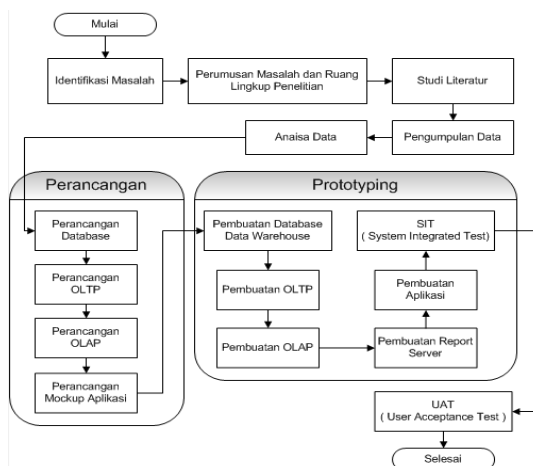 Mulai
Identifikasi Masalah
Perumusan Masalah dan Ruang
Lingkup Penelitian
Studi Literatur
Pengumpulan Data
Anaisa Data
Perancangan
Perancangan
Database
Perancangan
OLTP
Perancangan
OLAP
Perancangan
Mockup Aplikasi
Prototyping
Pembuatan Database
Data Warehouse
Pembuatan OLTP
Pembuatan OLAP
Pembuatan Report
Server
Pembuatan
Aplikasi
SIT
( System Integrated Test)
UAT
( User Acceptance Test )
Selesai